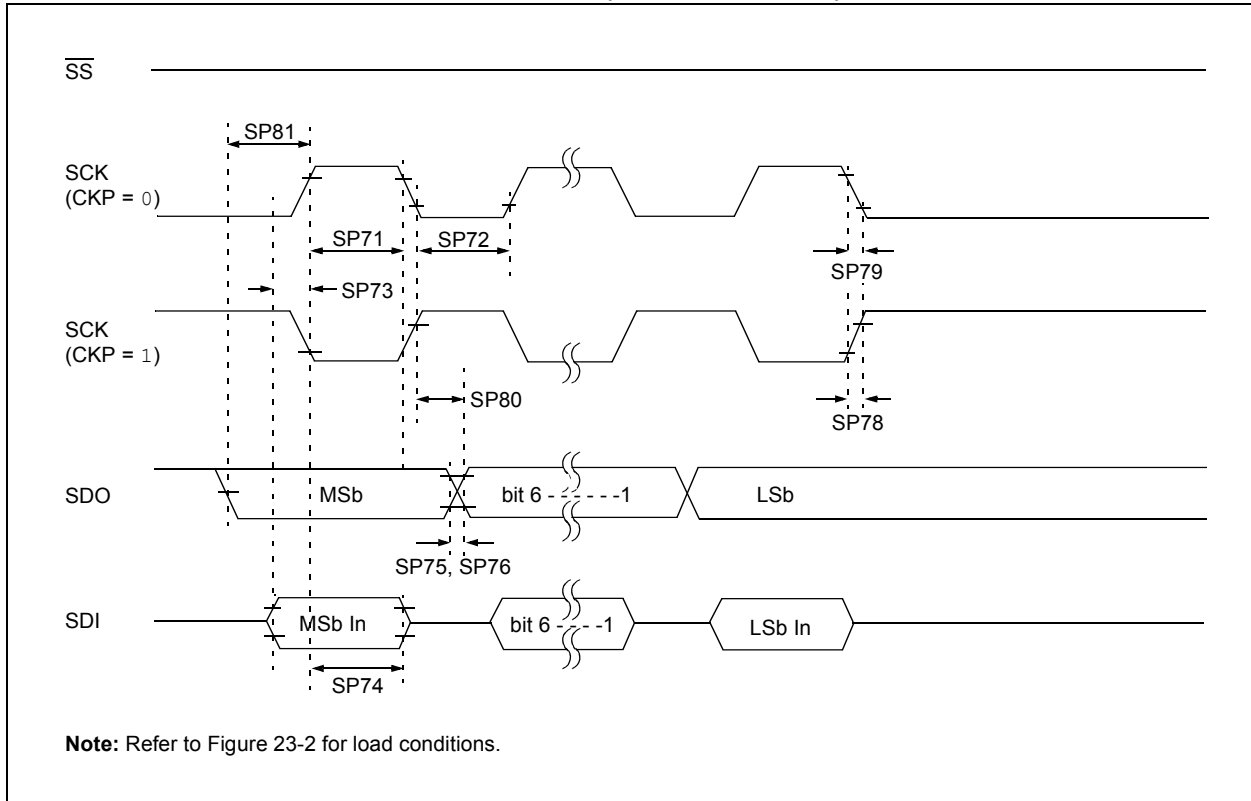 SS
SP81
SCK
(CKP = 0)
SP71
SP72
SP79
SP73
SCK
(CKP = 1)
SP80
SP78
SDO
MSb
bit 6 - - - - - -1
LSb
SP75, SP76
SDI
MSb In
bit 6 - - - -1
LSb In
SP74
Note: Refer to Figure 23-2 for load conditions.